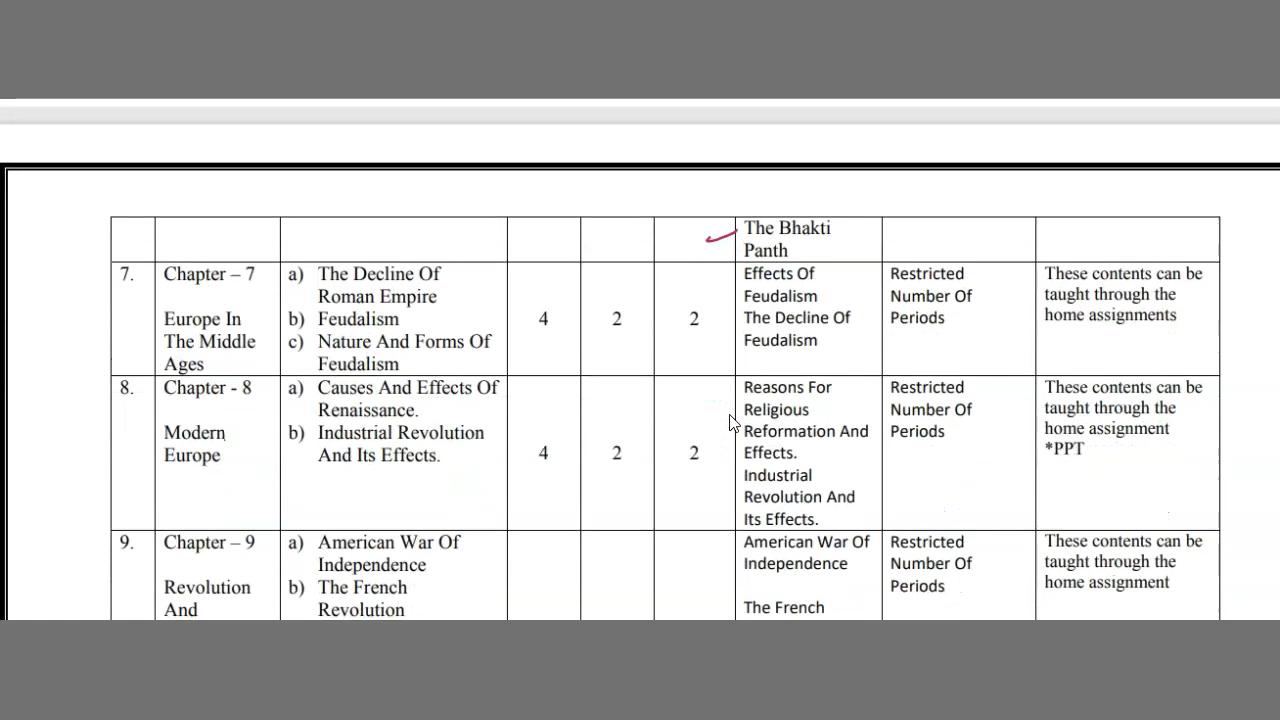 The Bhakti
Panth
7.
Chapter – 7
Europe In
The Middle
Ages
a) The Decline Of
Roman Empire
b) Feudalism
c) Nature And Forms Of
Feudalism
4
2
2
Effects Of
Feudalism
The Decline Of
Feudalism
Restricted
Number Of
Periods
These contents can be
taught through the
home assignments
8.
Chapter - 8
Modern
Europe
a) Causes And Effects Of
Renaissance.
b) Industrial Revolution
And Its Effects.
4
2
2
Reasons For
Religious
Reformation And
Effects.
Industrial
Revolution And
Its Effects.
Restricted
Number Of
Periods
These contents can be
taught through the
home assignment
*PPT
9.
Chapter – 9
Revolution
And
a) American War Of
Independence
b) The French
Revolution
American War Of
Independence
The French
Restricted
Number Of
Periods
These contents can be
taught through the
home assignment